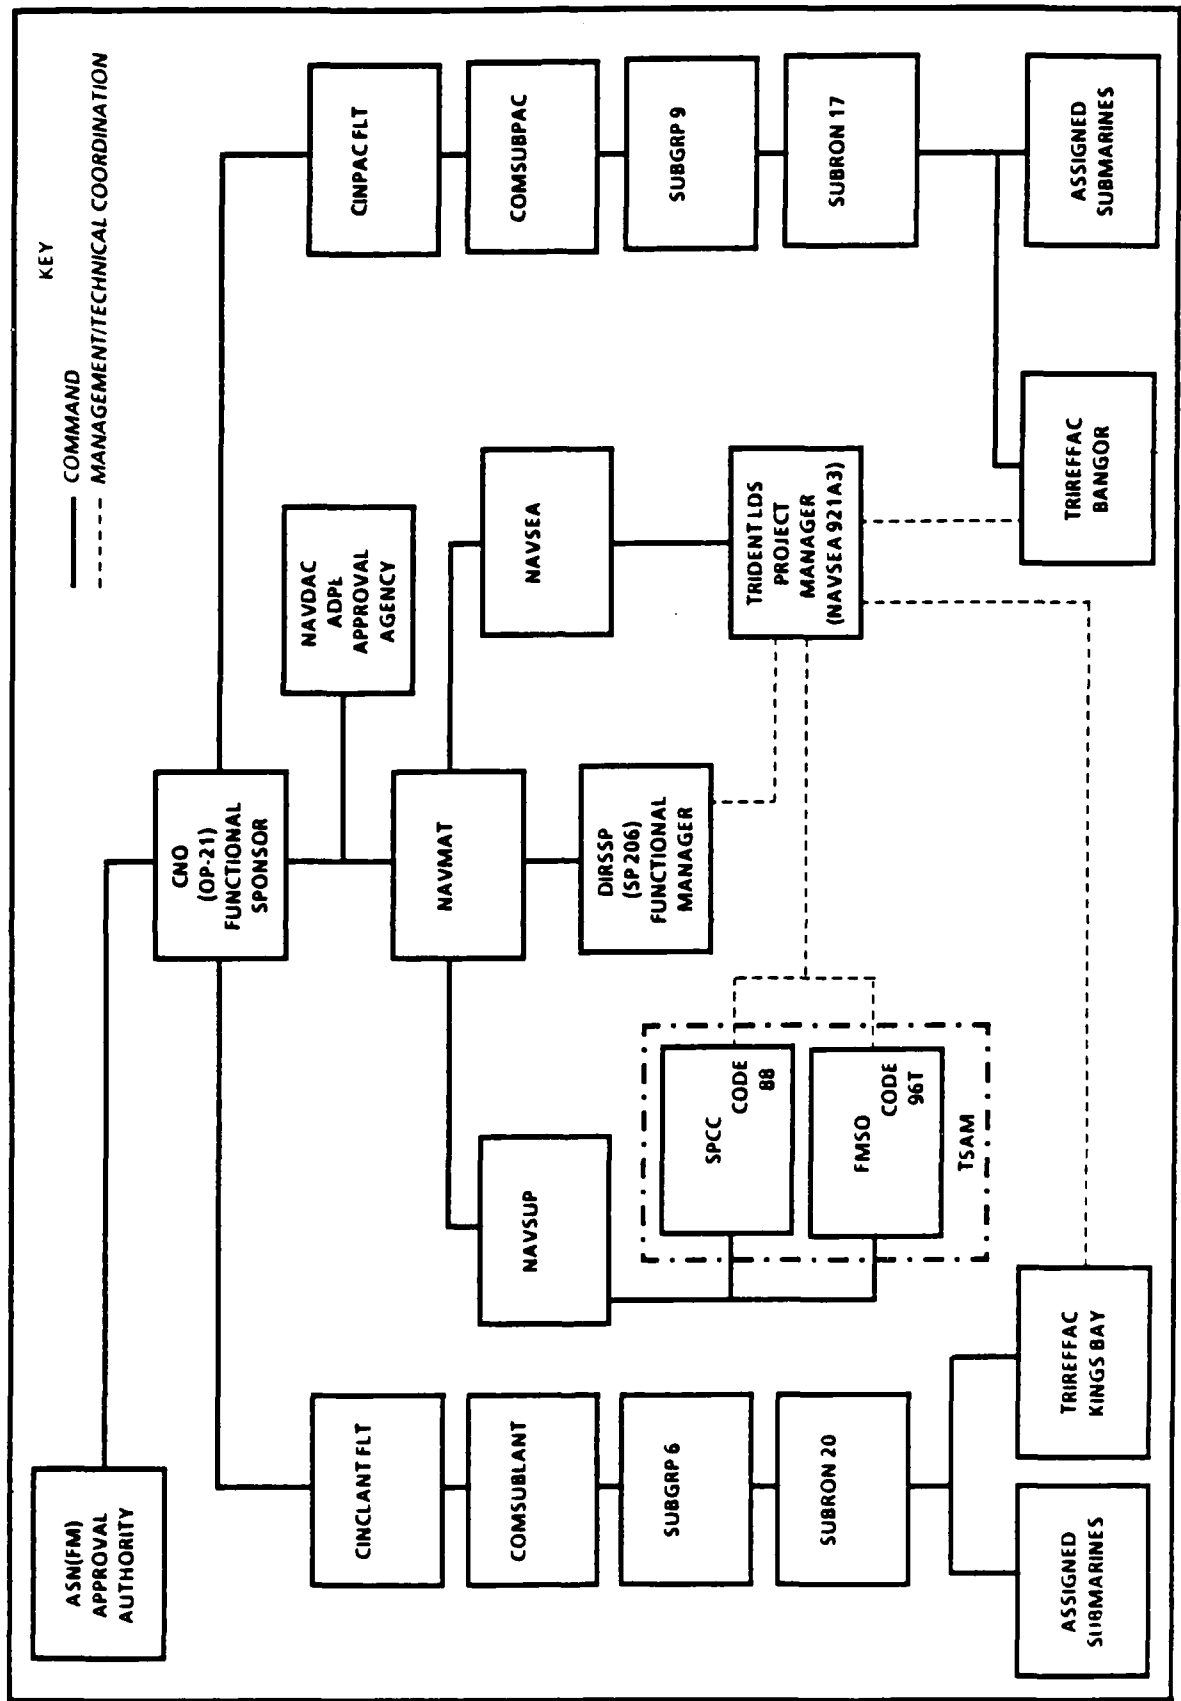 KEY
COMMAND
MANAGEMENT/TECHNICAL COORDINATION
ASN(FM)
APPROVAL
AUTHORITY
CNO
(OP-21)
FUNCTIONAL
SPONSOR
NAVDAC
ADPE
APPROVAL
AGENCY
CINCLANT FLT
COMSUBLANT
SUBGRP 6
SUBRON 20
ASSIGNED
SUBMARINES
TRIREFFAC
KINGS BAY
NAVMAT
NAVSUP
SPCC
CODE
88
FMSO
CODE
96T
TSAM
DIRSSP
(SP 206)
FUNCTIONAL
MANAGER
NAVSEA
TRIDENT LDS
PROJECT
MANAGER
(NAVSEA 921A3)
CINPAC FLT
COMSUBPAC
SUBGRP 9
SUBRON 17
TRIREFFAC
BANGOR
ASSIGNED
SUBMARINES